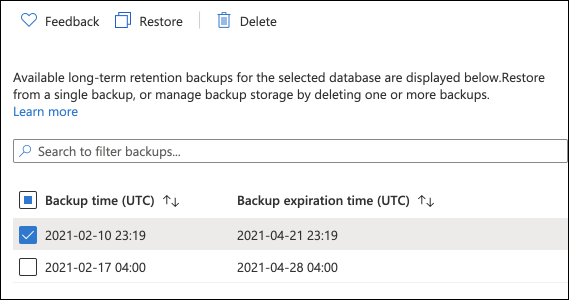 Feedback Restore Delete
Available long-term retention backups for the selected database are displayed below.Restore
from a single backup, or manage backup storage by deleting one or more backups.
Learn more
Search to filter backups...
Backup time (UTC) ↑↓ Backup expiration time (UTC) ↑↓
2021-02-10 23:19 2021-04-21 23:19
2021-02-17 04:00 2021-04-28 04:00